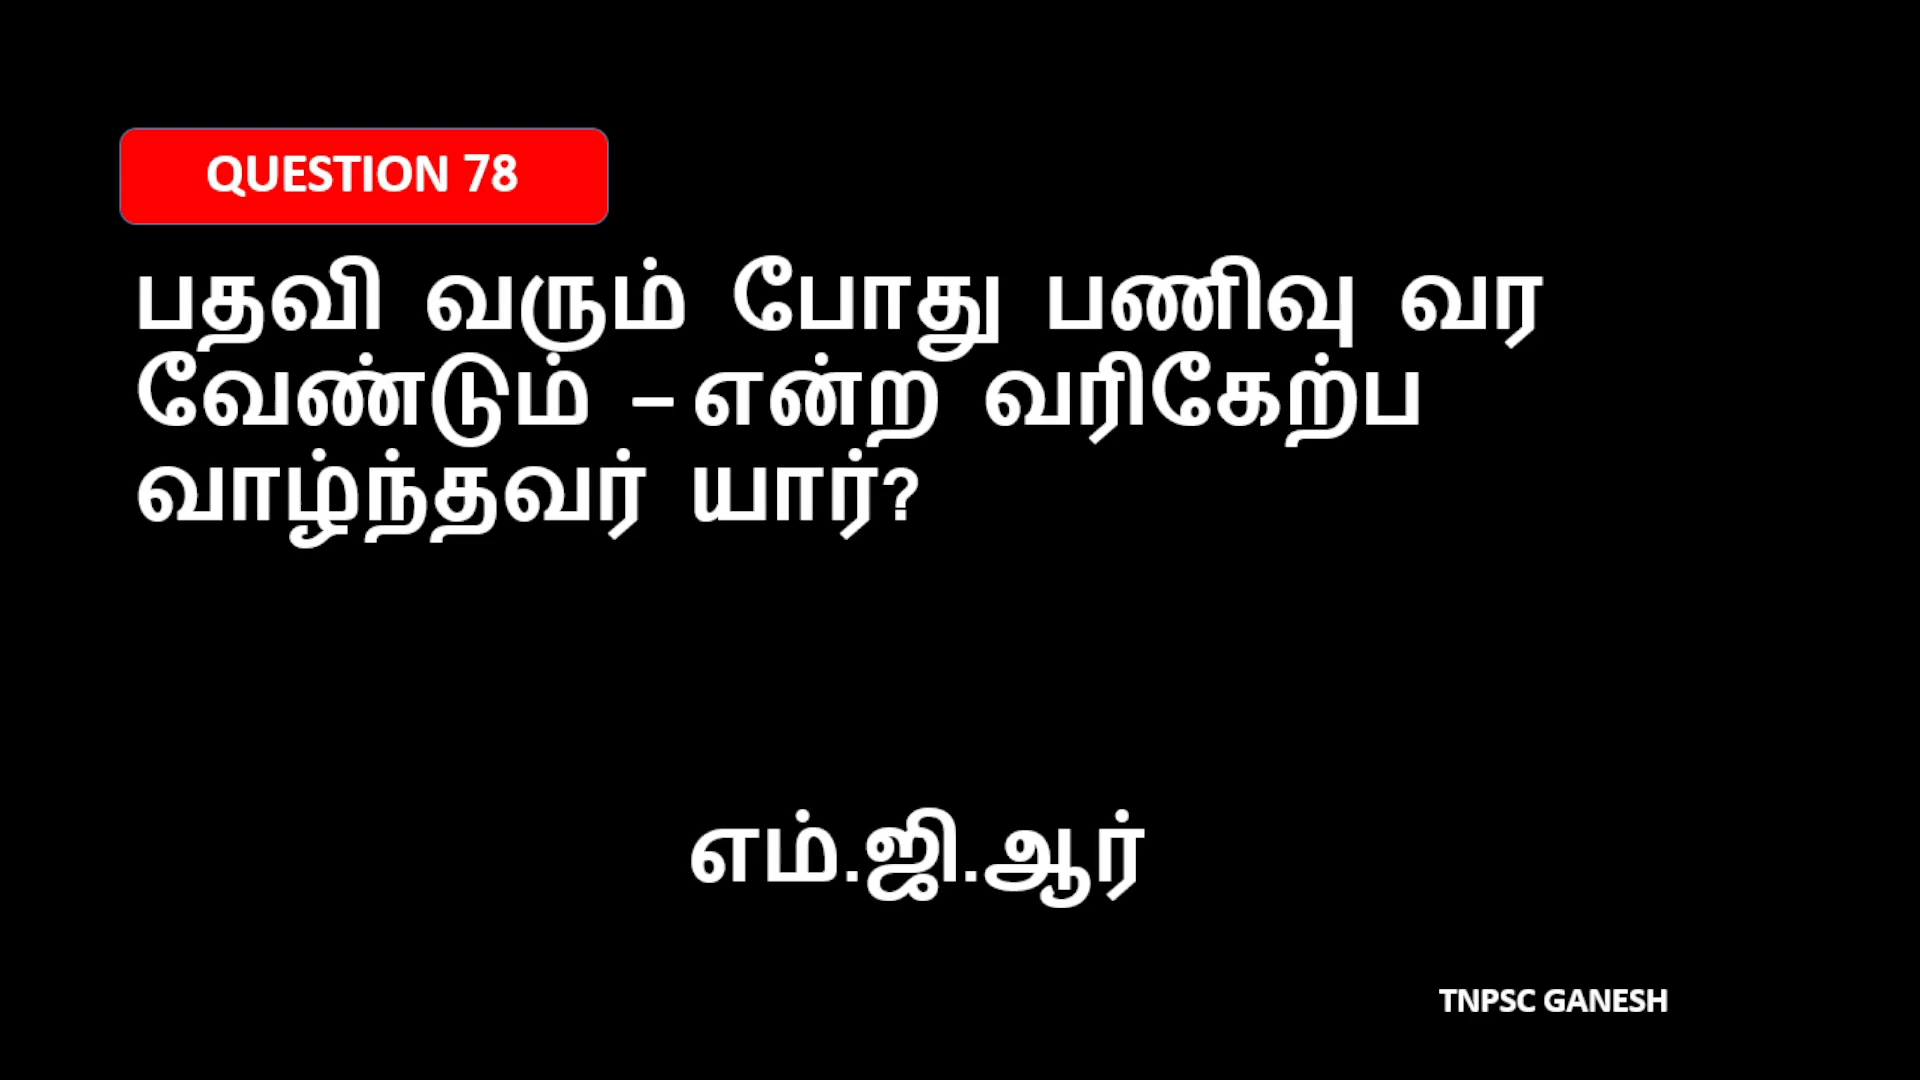 QUESTION 78
பதவி வரும் போது பணிவு வர
வேண்டும் – என்ற வரிகேற்ப
வாழ்ந்தவர் யார்?
எம்.ஜி.ஆர்
TNPSC GANESH